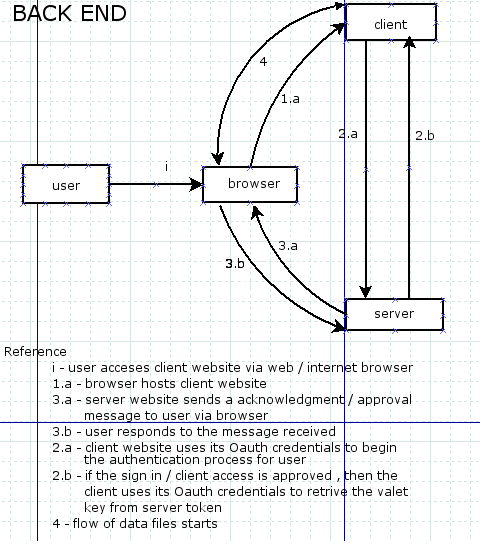 BACK END
client
4
1.a
2.a
2.b
i
user
browser
3.a
3.b
server
Reference
i - user acceses client website via web / internet browser
1.a - browser hosts client website
3.a - server website sends a acknowledgment / approval
message to user via browser
3.b - user responds to the message received
2.a - client website uses its Oauth credentials to begin
the authentication process for user
2.b - if the sign in / client access is approved , then the
client uses its Oauth credentials to retrive the valet
key from server token
4 - flow of data files starts